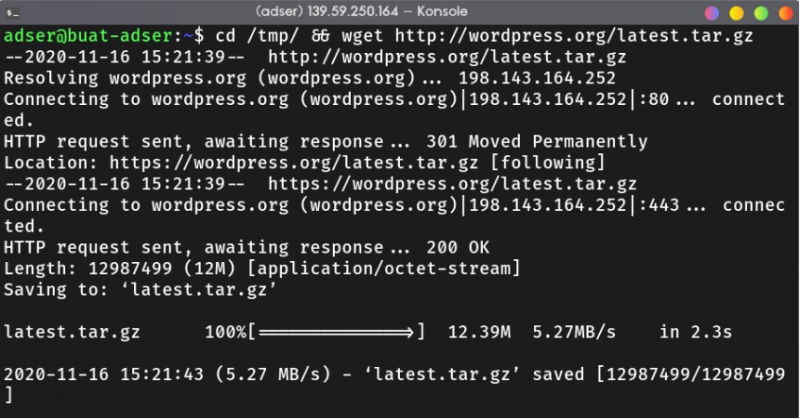 (adser) 139.59.250.164 — Konsole
adser@buat-adser:~$ cd /tmp/ && wget http://wordpress.org/latest.tar.gz
--2020-11-16 15:21:39--  http://wordpress.org/latest.tar.gz
Resolving wordpress.org (wordpress.org)... 198.143.164.252
Connecting to wordpress.org (wordpress.org)|198.143.164.252|:80... connect
ed.
HTTP request sent, awaiting response... 301 Moved Permanently
Location: https://wordpress.org/latest.tar.gz [following]
--2020-11-16 15:21:39--  https://wordpress.org/latest.tar.gz
Connecting to wordpress.org (wordpress.org)|198.143.164.252|:443... connec
ted.
HTTP request sent, awaiting response... 200 OK
Length: 12987499 (12M) [application/octet-stream]
Saving to: ‘latest.tar.gz’
latest.tar.gz      100%[==============>]  12.39M  5.27MB/s    in 2.3s
2020-11-16 15:21:43 (5.27 MB/s) - ‘latest.tar.gz’ saved [12987499/12987499
]